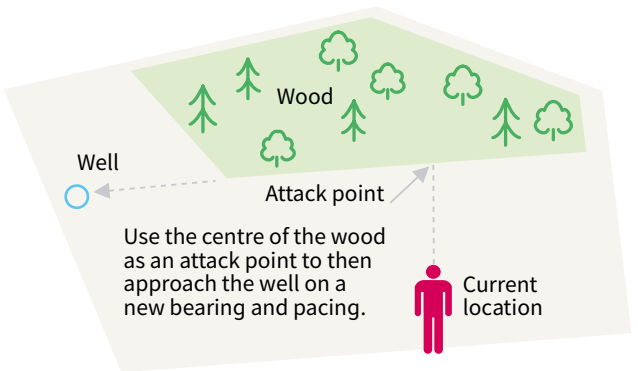 Wood
Well
Attack point
Use the centre of the wood
as an attack point to then
approach the well on a
new bearing and pacing.
Current
location